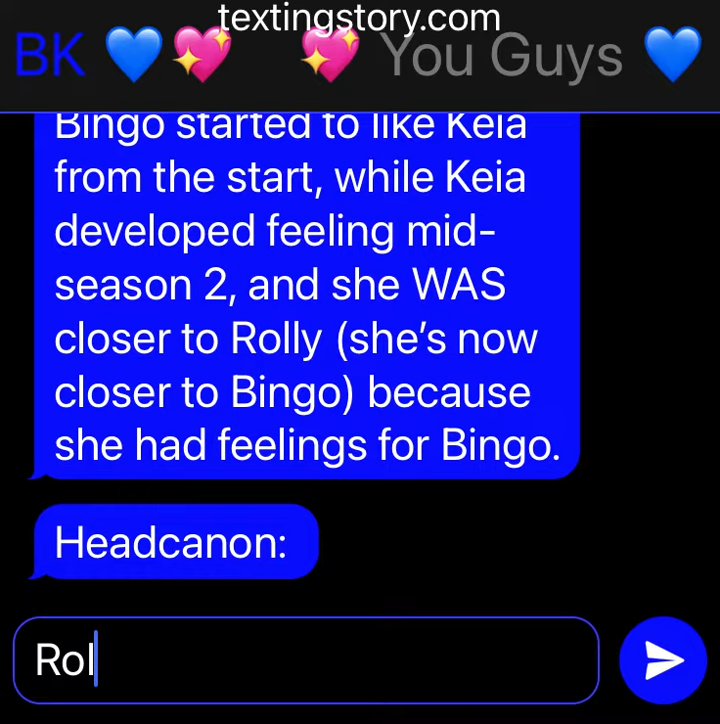 textingstory.com
BK 💙💖 💖 You Guys 💙
Bingo started to like Keia
from the start, while Keia
developed feeling mid-
season 2, and she WAS
closer to Rolly (she’s now
closer to Bingo) because
she had feelings for Bingo.
Headcanon:
Rol